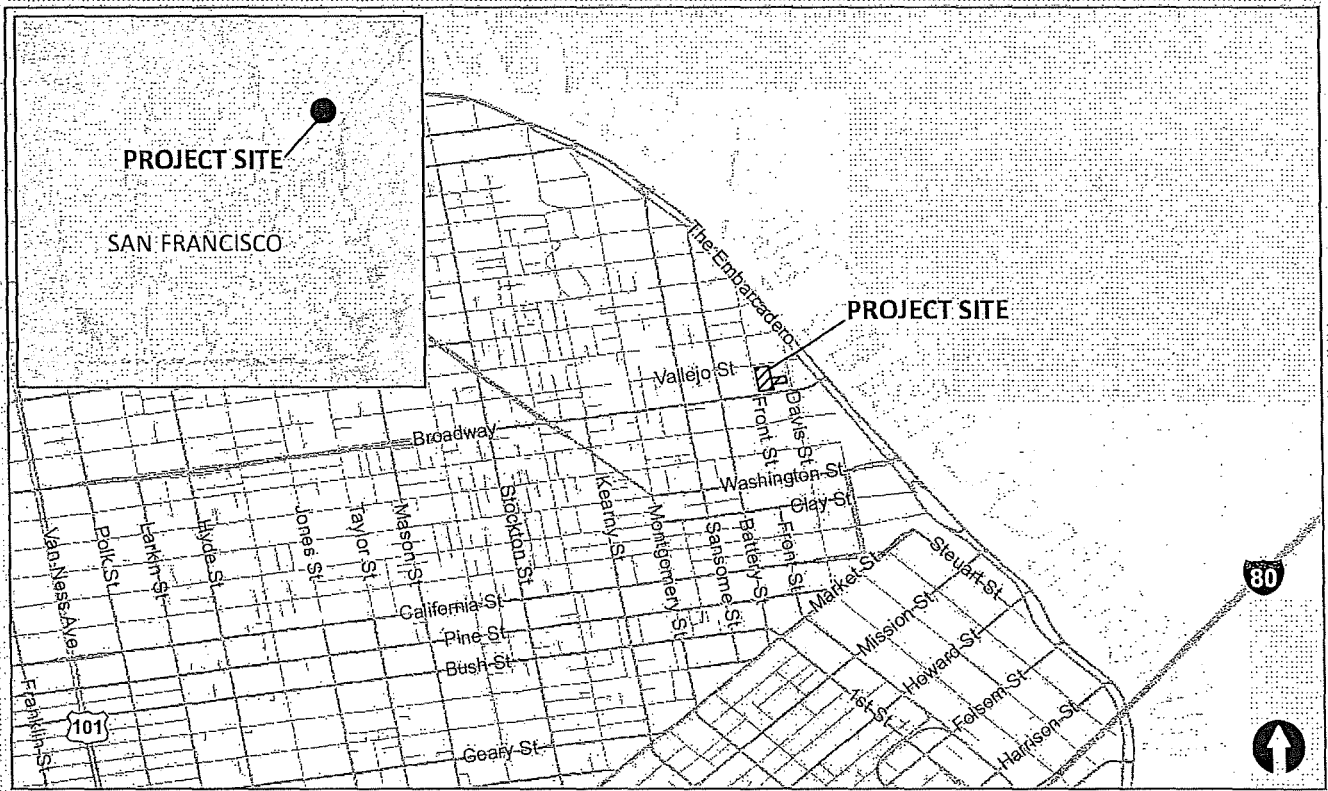 PROJECT SITE
SAN FRANCISCO
The Embarcadero
PROJECT SITE
Vallejo St
Broadway
Front St
Davis St
Washington St
Clay St
Van Ness Ave
Polk St
Larkin St
Hyde St
Jones St
Taylor St
Mason St
Stockton St
Kearny St
Montgomery St
Sansome St
Battery St
Front St
Market St
Steuart St
California St
Pine St
Bush St
Mission St
Howard St
1st St
Folsom St
Harrison St
80
Franklin St
101
Geary St